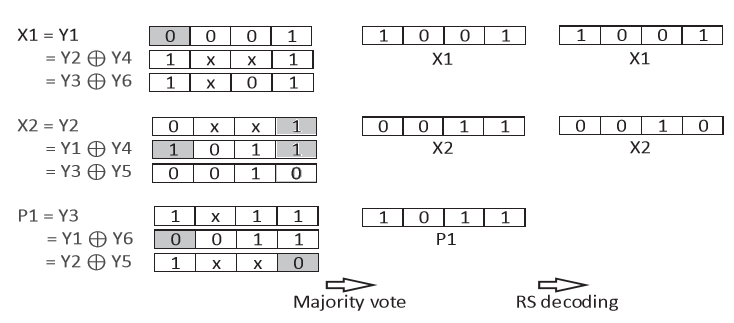 X1 = Y1 0 0 0 1 1 0 0 1 1 0 0 1
= Y2 ⊕ Y4 1 x x 1 X1 X1
= Y3 ⊕ Y6 1 x 0 1
X2 = Y2 0 x x 1 0 0 1 1 0 0 1 0
= Y1 ⊕ Y4 1 0 1 1 X2 X2
= Y3 ⊕ Y5 0 0 1 0
P1 = Y3 1 x 1 1 1 0 1 1
= Y1 ⊕ Y6 0 0 1 1 P1
= Y2 ⊕ Y5 1 x x 0
Majority vote RS decoding